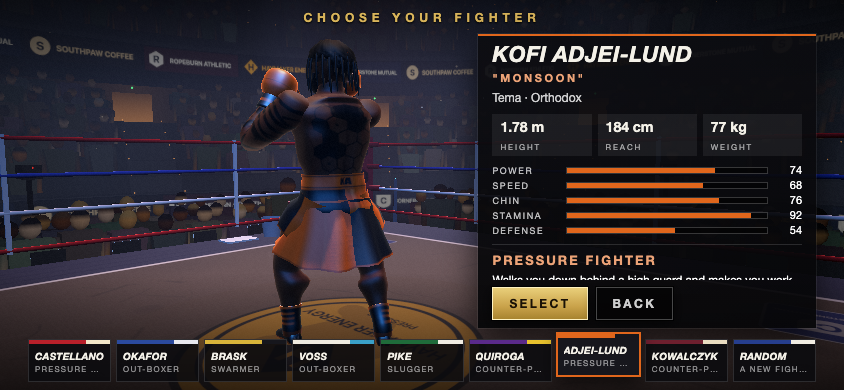 CHOOSE YOUR FIGHTER
SOUTHPAW COFFEE
ROPEBURN ATHLETIC
SOUTHPAW COFFEE
KOFI ADJEI-LUND
"MONSOON"
Tema · Orthodox
1.78 m
HEIGHT
184 cm
REACH
77 kg
WEIGHT
POWER 74
SPEED 68
CHIN 76
STAMINA 92
DEFENSE 54
PRESSURE FIGHTER
Walks you down behind a high guard and makes you work
SELECT
BACK
CASTELLANO
PRESSURE ...
OKAFOR
OUT-BOXER
BRASK
SWARMER
VOSS
OUT-BOXER
PIKE
SLUGGER
QUIROGA
COUNTER-P...
ADJEI-LUND
PRESSURE ...
KOWALCZYK
COUNTER-P...
RANDOM
A NEW FIGH...